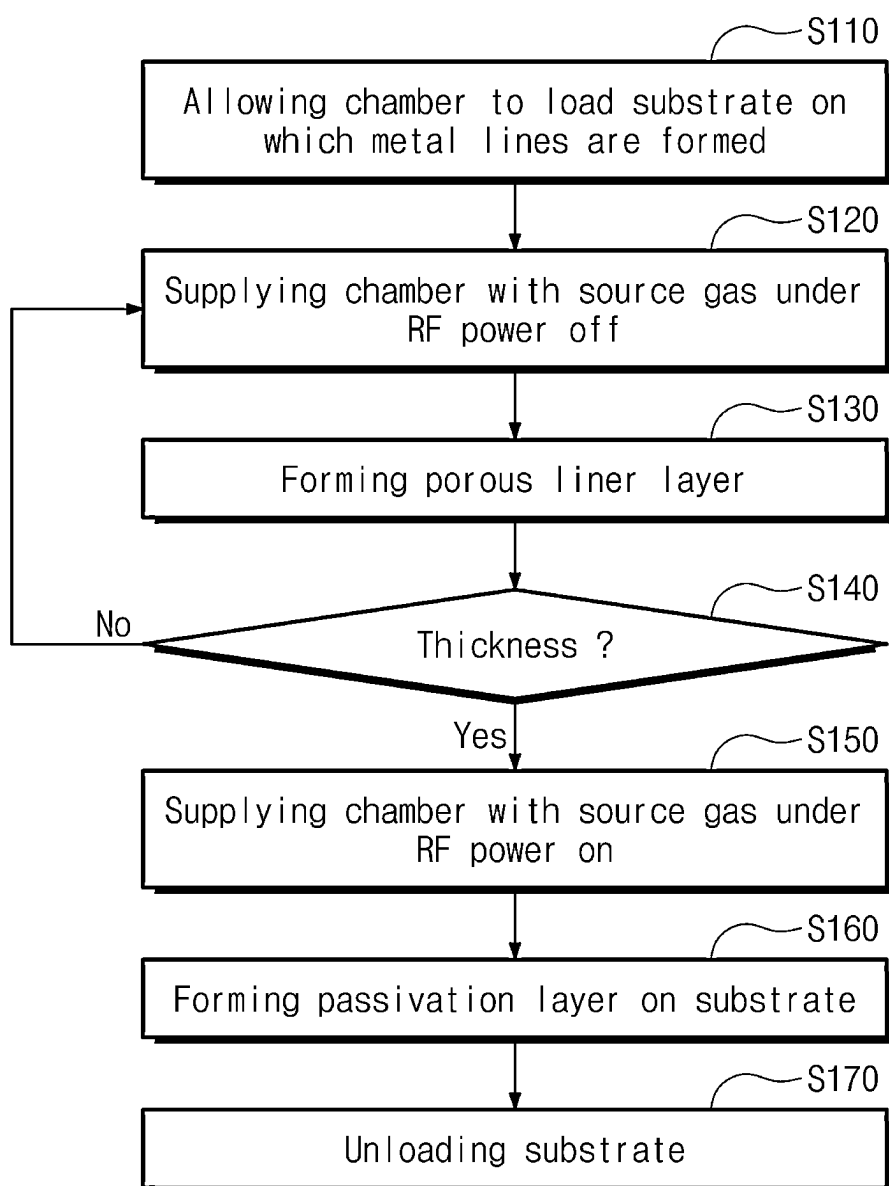 S110
Allowing chamber to load substrate on
which metal lines are formed
S120
Supplying chamber with source gas under
RF power off
S130
Forming porous liner layer
S140
Thickness ?
No
Yes
S150
Supplying chamber with source gas under
RF power on
S160
Forming passivation layer on substrate
S170
Unloading substrate